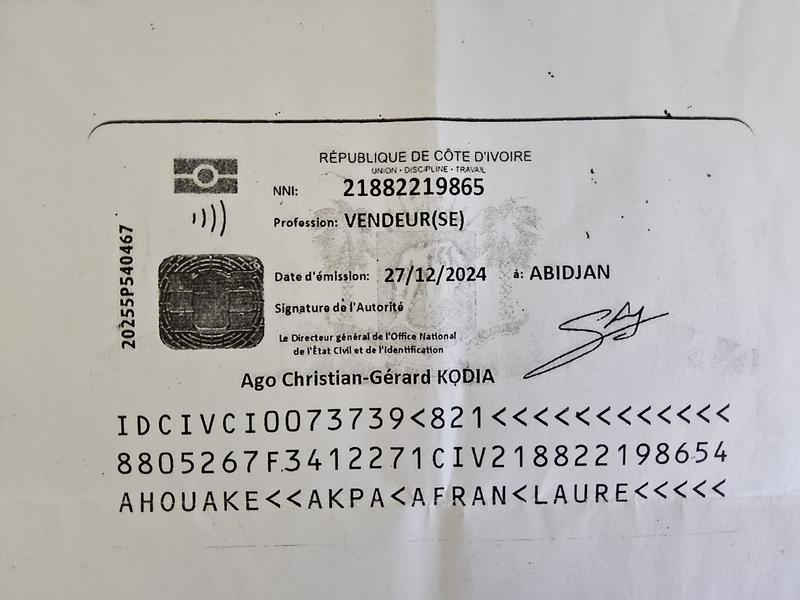 RÉPUBLIQUE DE CÔTE D'IVOIRE
UNION - DISCIPLINE - TRAVAIL
NNI: 21882219865
Profession: VENDEUR(SE)
20255P540467
Date d'émission: 27/12/2024 à: ABIDJAN
Signature de l'Autorité
Le Directeur général de l'Office National
de l'État Civil et de l'Identification
Ago Christian-Gérard KODIA
IDCIVCI0073739<821<<<<<<<<<<<<
8805267F3412271CIV218822198654
AHOUAKE<<AKPA<AFRAN<LAURE<<<<<